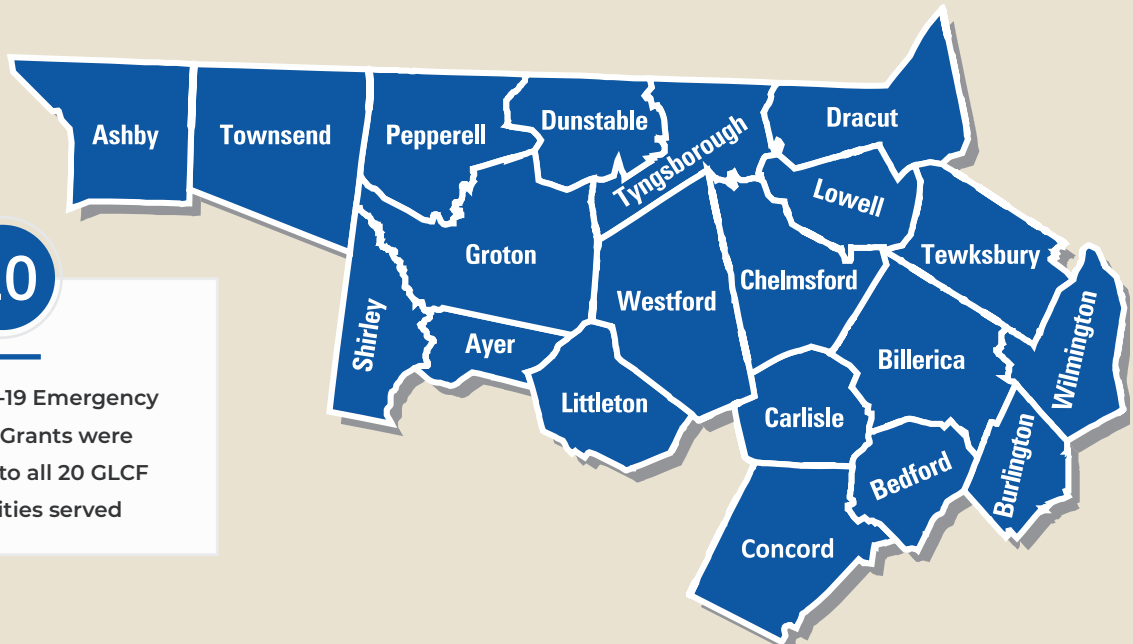 Ashby
Townsend
Pepperell
Dunstable
Tyngsborough
Dracut
Lowell
Groton
Westford
Chelmsford
Tewksbury
Shirley
Ayer
Littleton
Billerica
Wilmington
Carlisle
Bedford
Burlington
Concord
0
-19 Emergency
Grants were
to all 20 GLCF
ities served